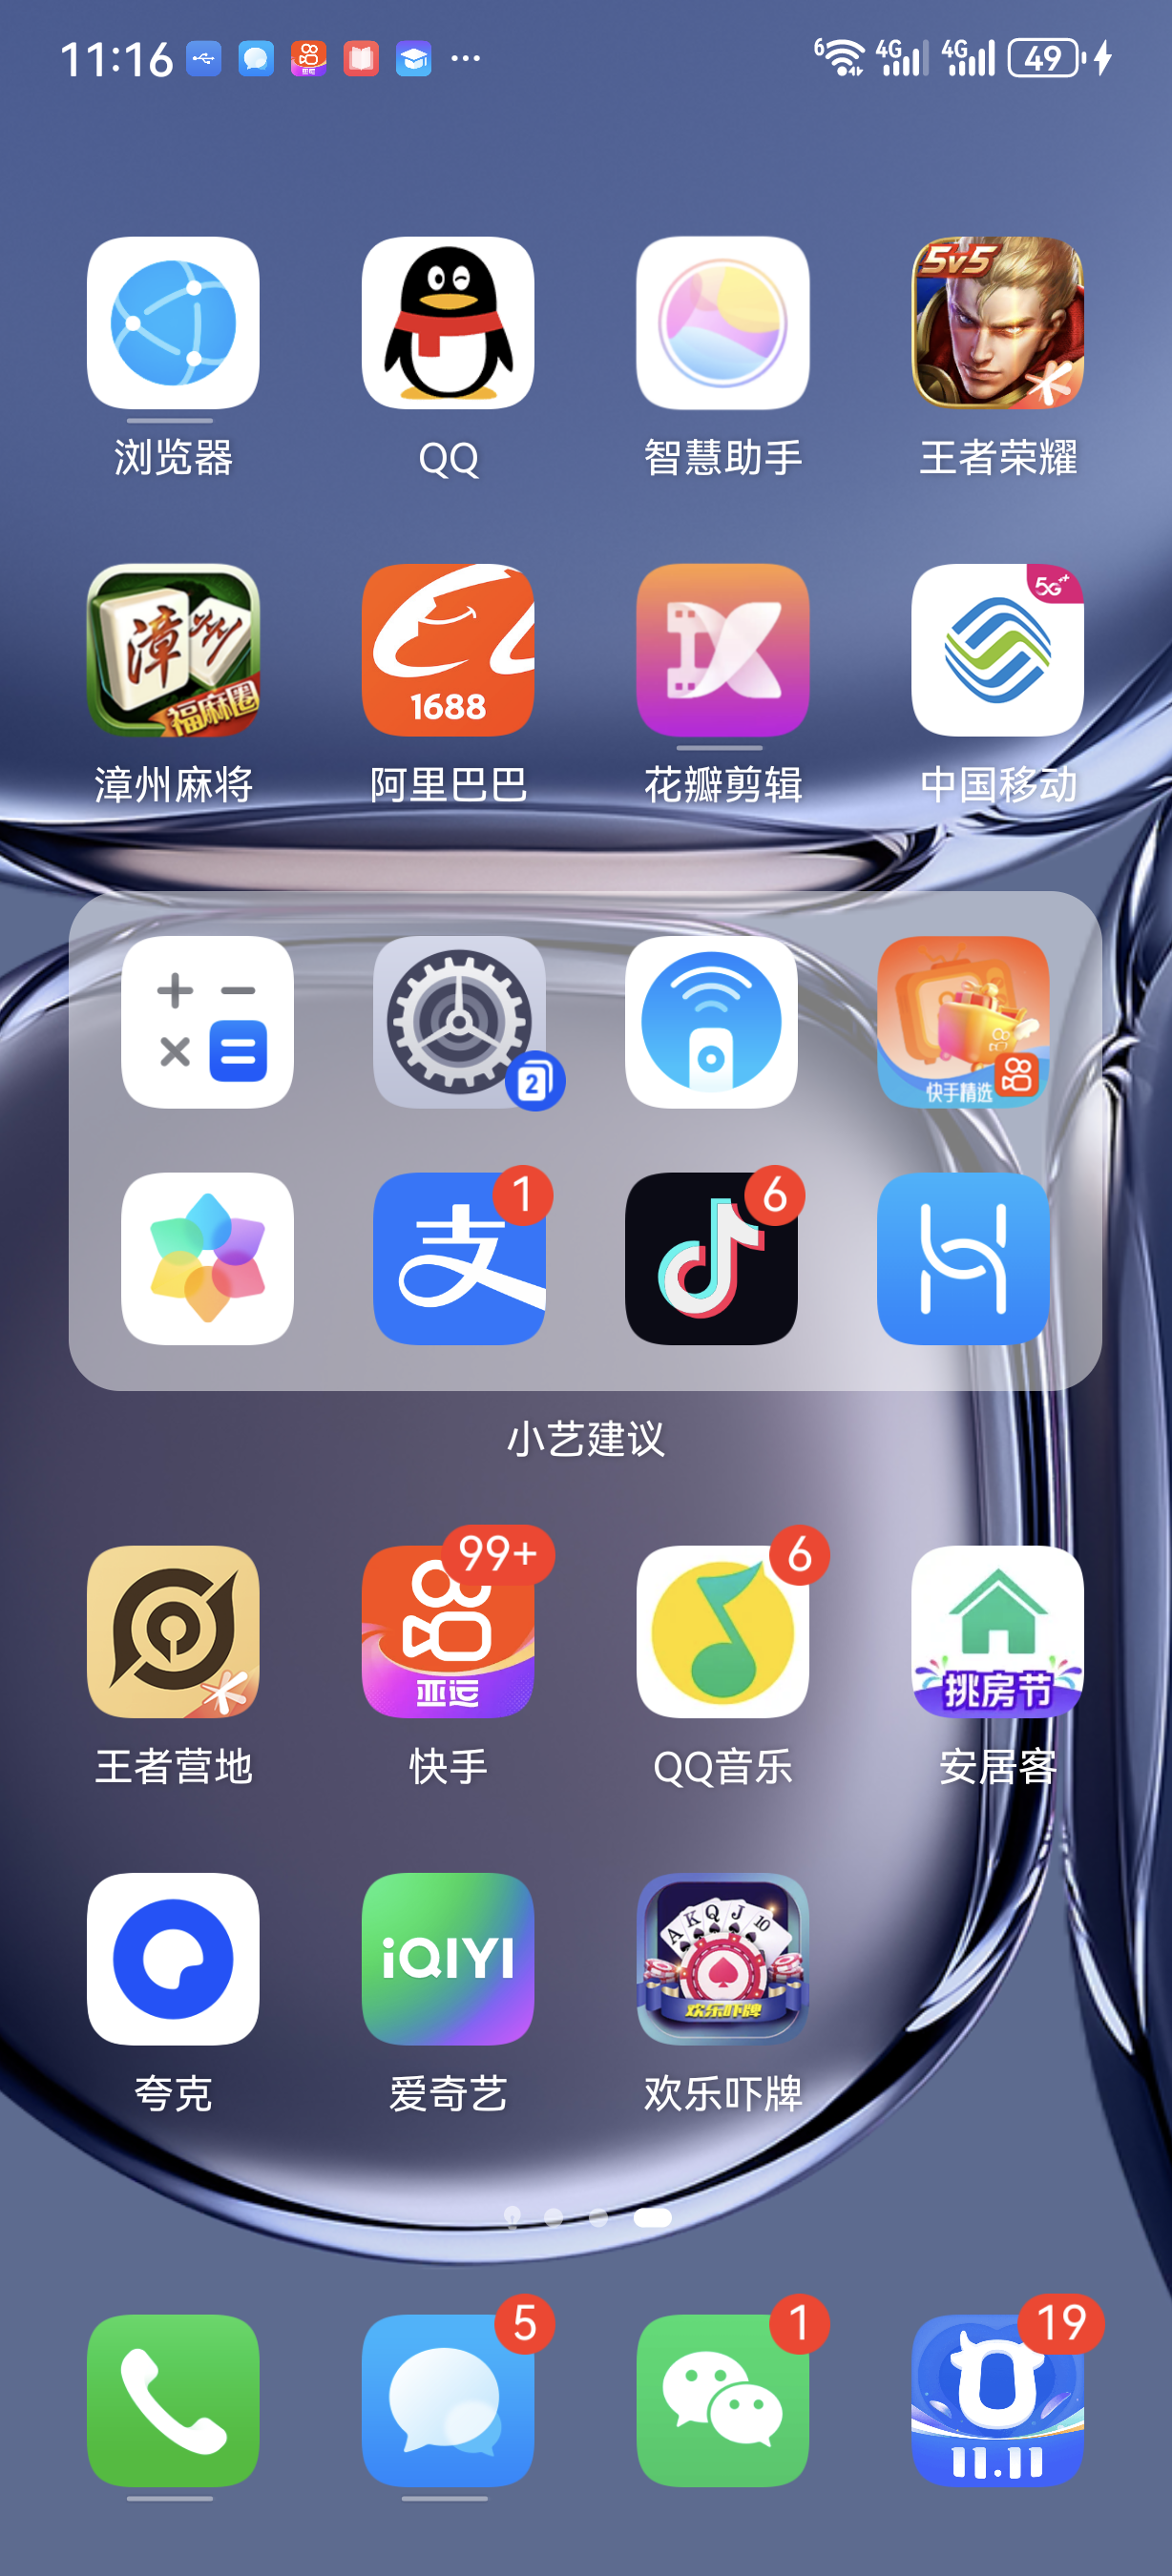 11:16
6 4G 4G 49
5v5
浏览器 QQ 智慧助手 王者荣耀
漳州 福麻圈 1688 5G++
漳州麻将 阿里巴巴 花瓣剪辑 中国移动
2 快手精选
支 1 6
小艺建议
99+ 6
亚运 挑房节
王者营地 快手 QQ音乐 安居客
iQIYI A K Q J 10 欢乐吓牌
夸克 爱奇艺 欢乐吓牌
5 1 19
11.11